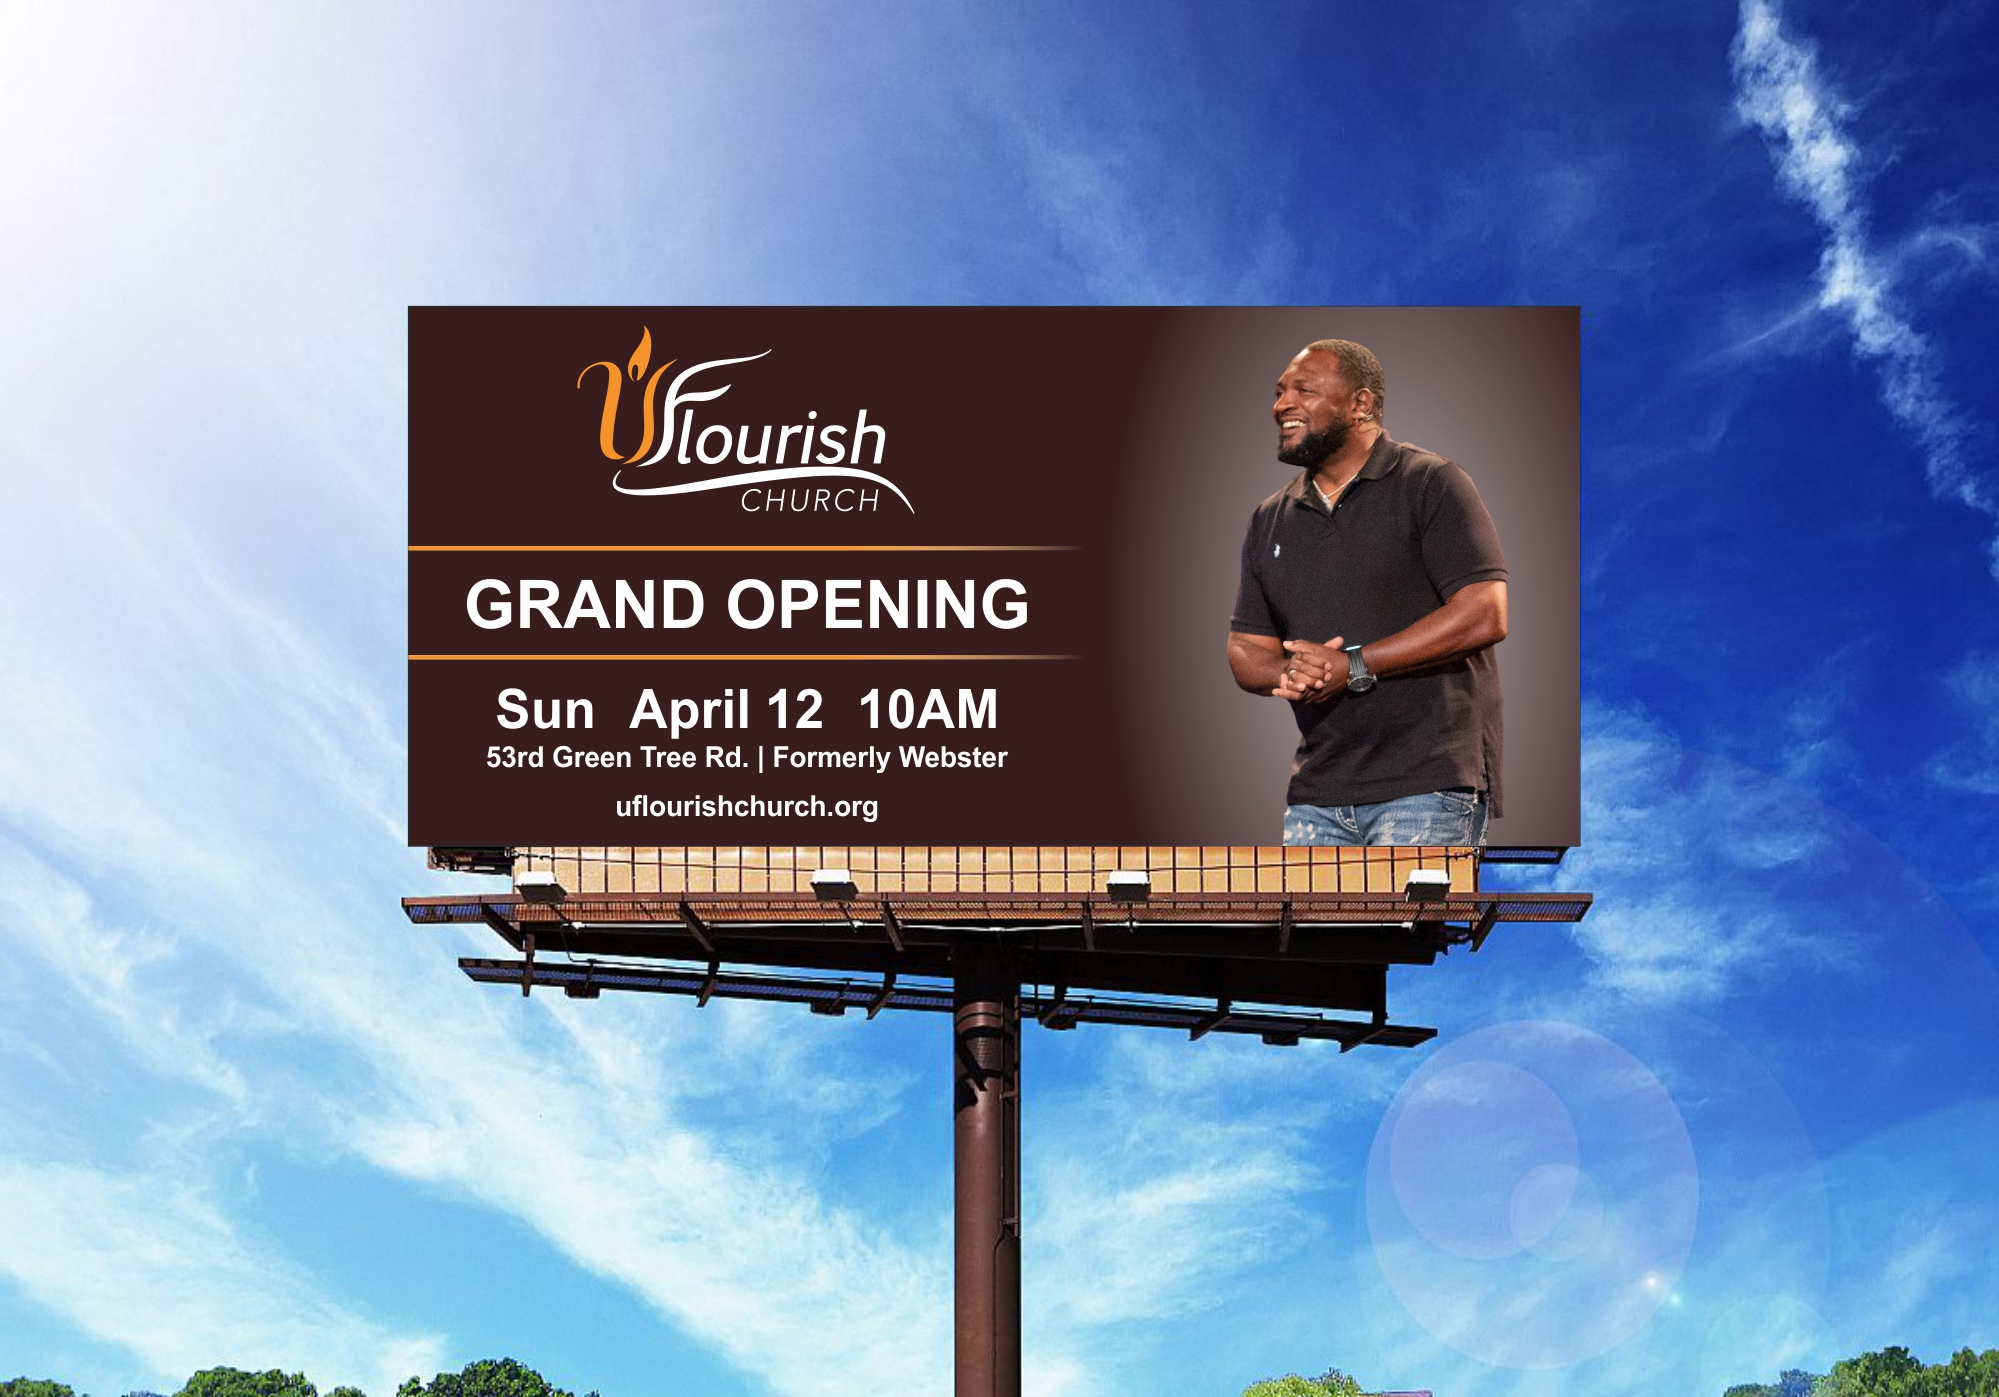 UFlourish
CHURCH
GRAND OPENING
Sun April 12 10AM
53rd Green Tree Rd. | Formerly Webster
uflourishchurch.org